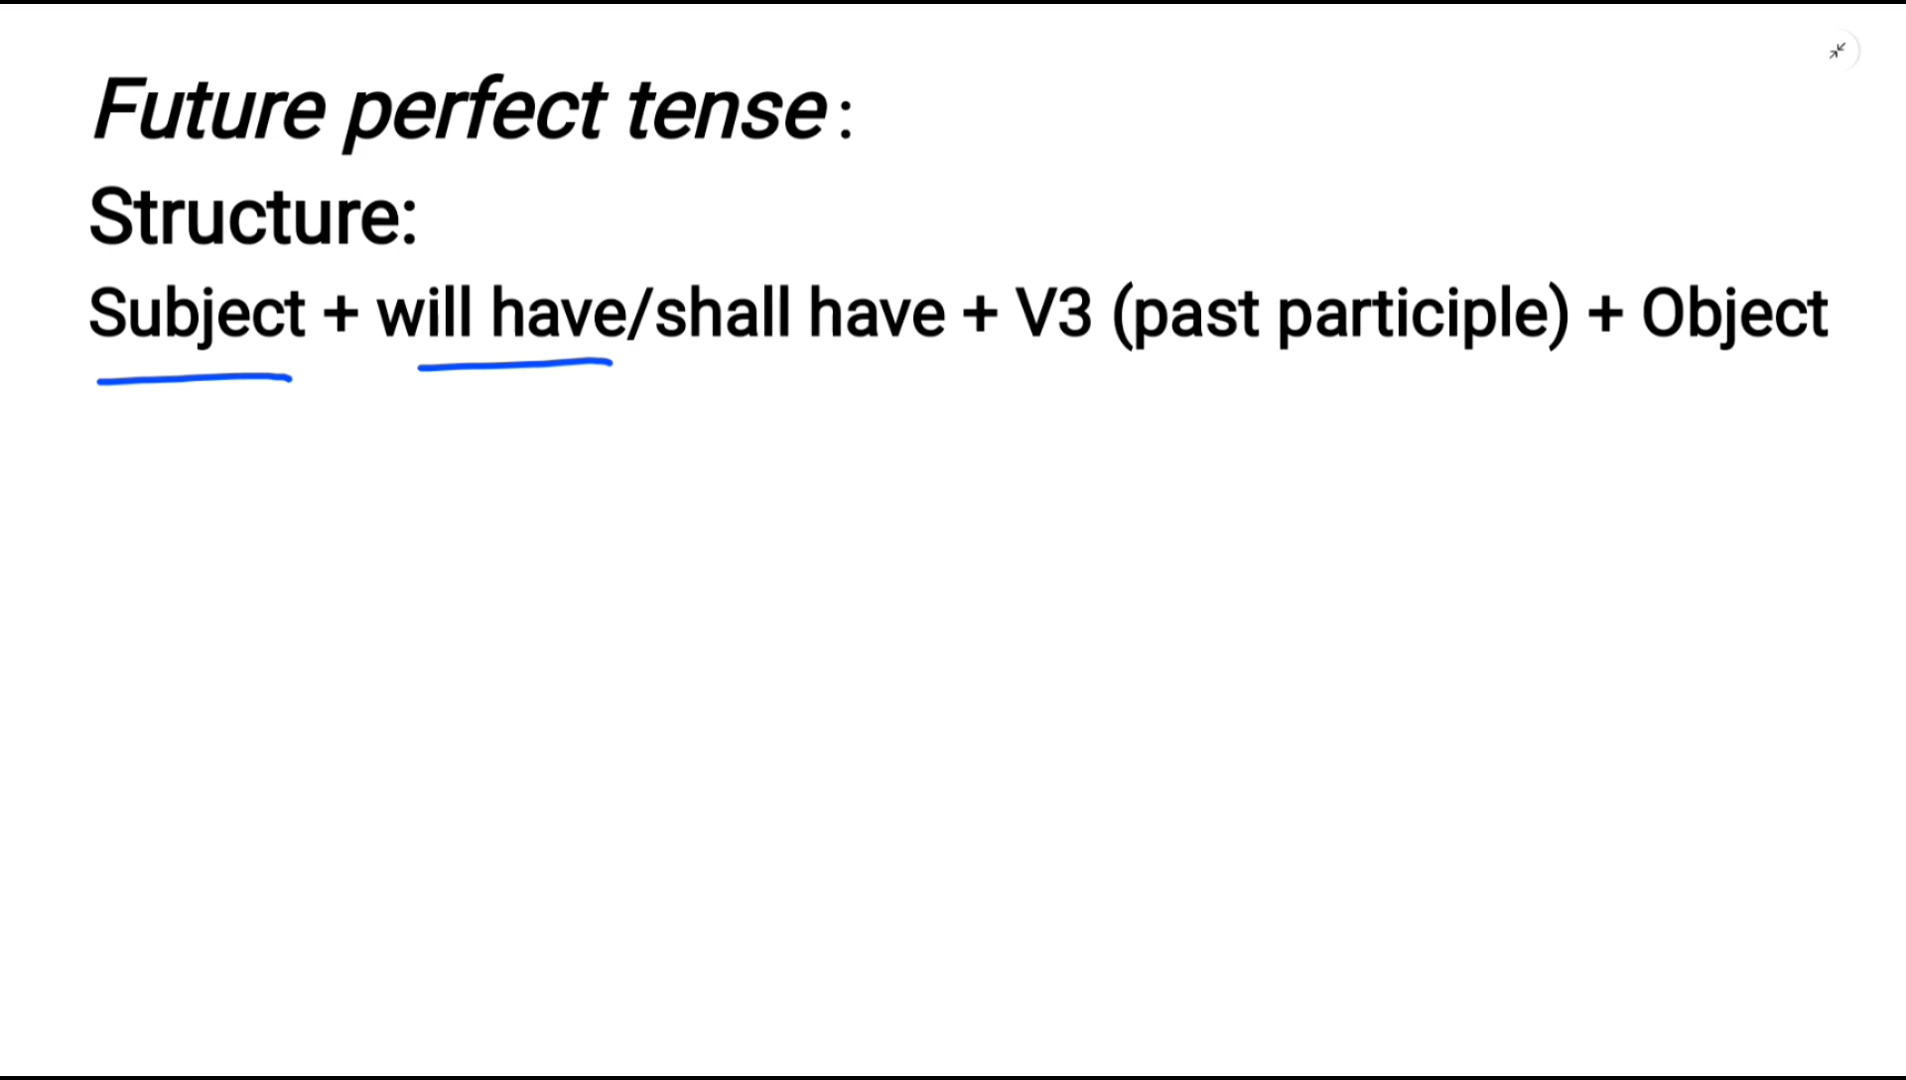 Future perfect tense:
Structure:
Subject + will have/shall have + V3 (past participle) + Object